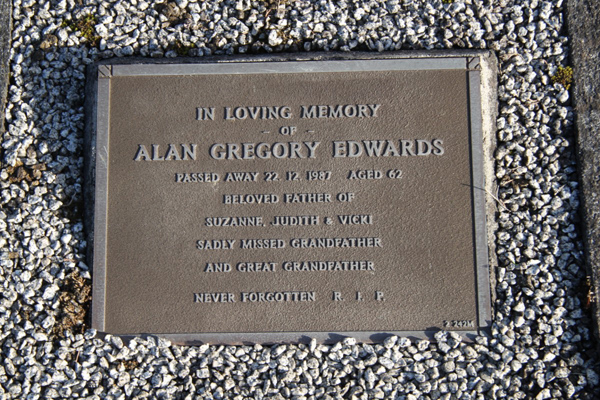 IN LOVING MEMORY
- OF -
ALAN GREGORY EDWARDS
PASSED AWAY 22. 12. 1987 AGED 62
BELOVED FATHER OF
SUZANNE, JUDITH & VICKI
SADLY MISSED GRANDFATHER
AND GREAT GRANDFATHER
NEVER FORGOTTEN R. I. P.
Z 242M